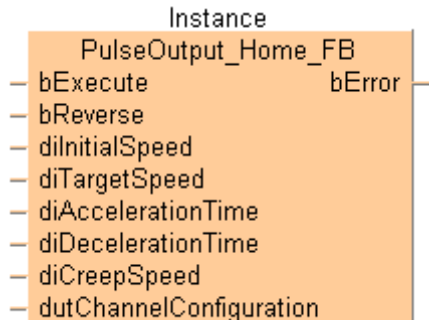 Instance
PulseOutput_Home_FB
bExecute bError
bReverse
diInitialSpeed
diTargetSpeed
diAccelerationTime
diDecelerationTime
diCreepSpeed
dutChannelConfiguration